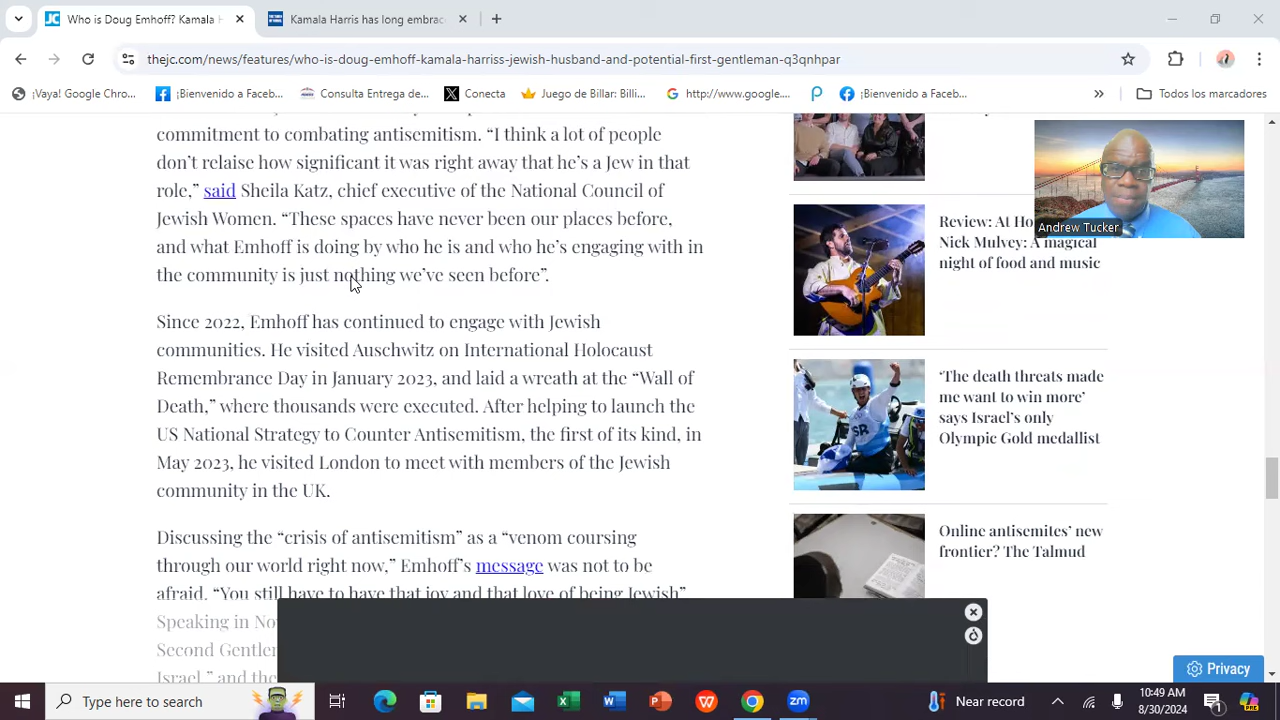 Who is Doug Emhoff? Kamala H
Kamala Harris has long embrac
thejc.com/news/features/who-is-doug-emhoff-kamala-harriss-jewish-husband-and-potential-first-gentleman-q3qnhpar
¡Vaya! Google Chro...
¡Bienvenido a Faceb...
Consulta Entrega de...
Conecta
Juego de Billar: Billi...
http://www.google....
¡Bienvenido a Faceb...
Todos los marcadores
commitment to combating antisemitism. “I think a lot of people
don’t relaise how significant it was right away that he’s a Jew in that
role,” said Sheila Katz, chief executive of the National Council of
Jewish Women. “These spaces have never been our places before,
and what Emhoff is doing by who he is and who he’s engaging with in
the community is just nothing we’ve seen before”.
Since 2022, Emhoff has continued to engage with Jewish
communities. He visited Auschwitz on International Holocaust
Remembrance Day in January 2023, and laid a wreath at the “Wall of
Death,” where thousands were executed. After helping to launch the
US National Strategy to Counter Antisemitism, the first of its kind, in
May 2023, he visited London to meet with members of the Jewish
community in the UK.
Discussing the “crisis of antisemitism” as a “venom coursing
through our world right now,” Emhoff’s message was not to be
afraid. “You still have to have that joy and that love of being Jewish”
Speaking in No
Second Gentle
Israel,” and the
Andrew Tucker
Review: At Ho
Nick Mulvey: A magical
night of food and music
‘The death threats made
me want to win more’
says Israel’s only
Olympic Gold medallist
Online antisemites’ new
frontier? The Talmud
Privacy
Type here to search
Near record
10:49 AM
8/30/2024